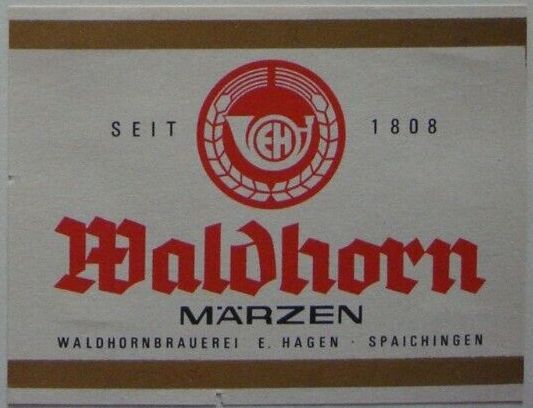 SEIT 1808
EH
Waldhorn
MÄRZEN
WALDHORNBRAUEREI E. HAGEN · SPAICHINGEN